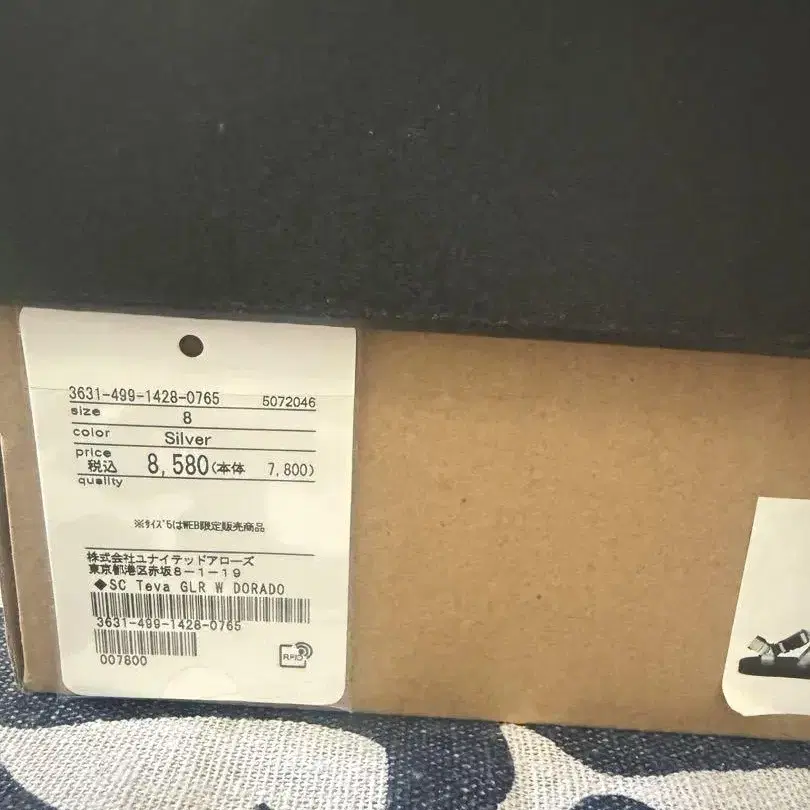 3631-499-1428-0765 5072046
size 8
color Silver
price
税込 8,580(本体 7,800)
quality
※サイズ5はWEB限定販売商品
株式会社ユナイテッドアローズ
東京都港区赤坂8-1-19
◆SC Teva GLR W DORADO
3631-499-1428-0765
007800
RFID